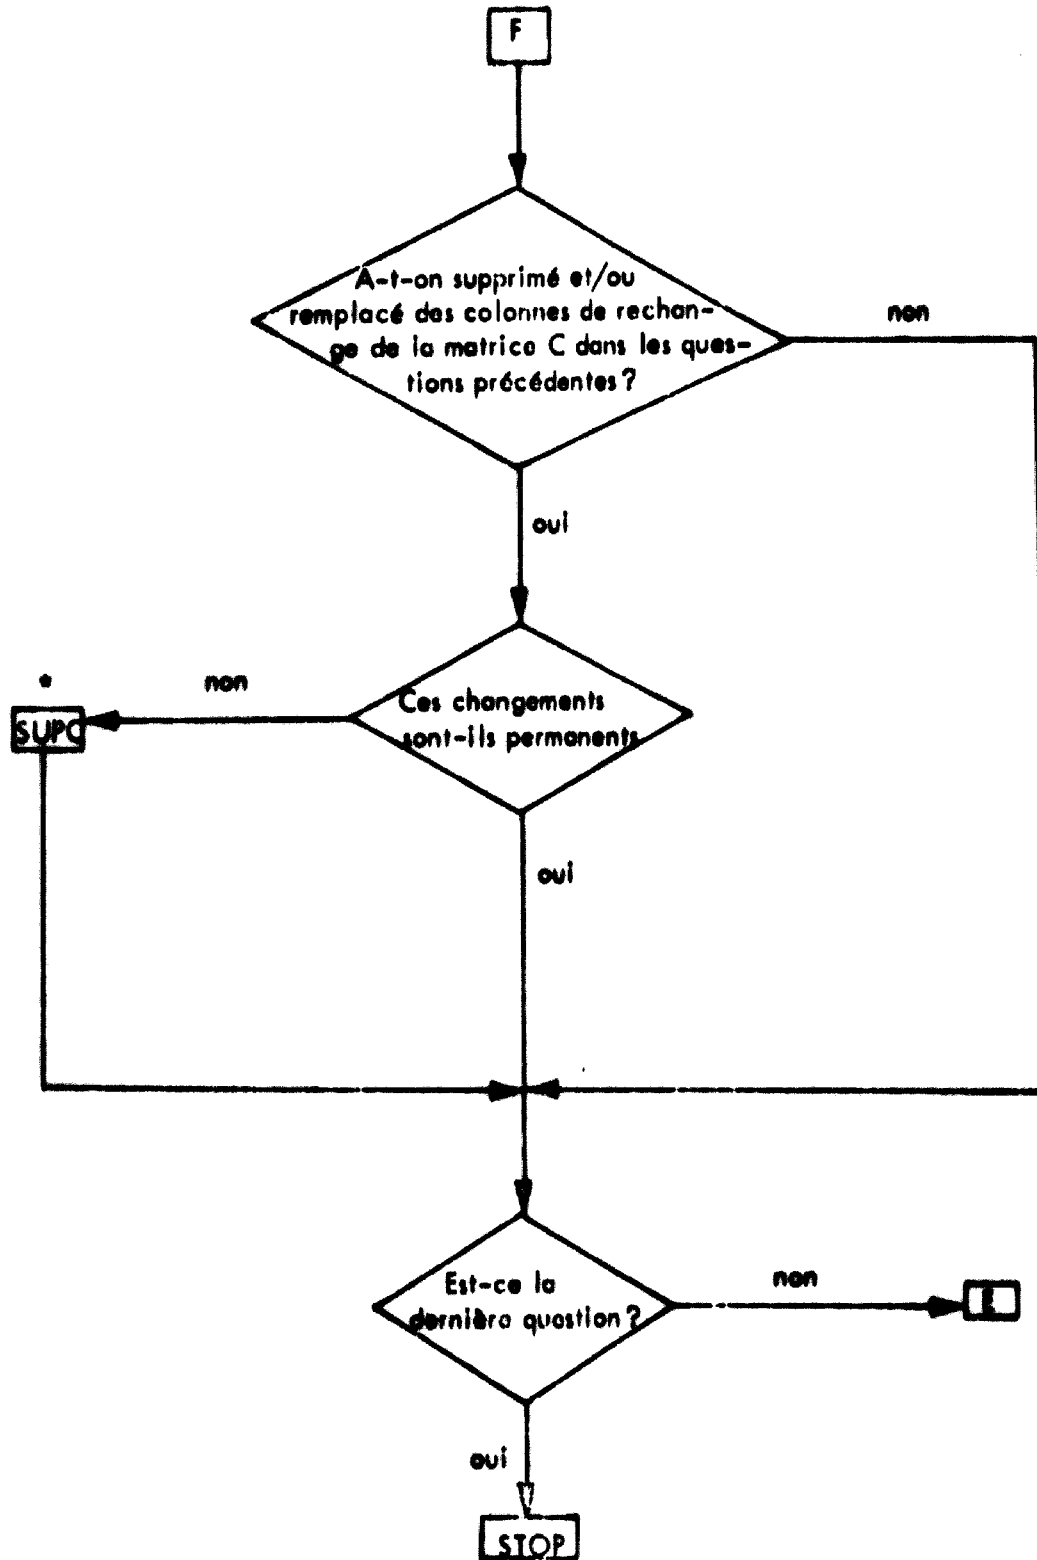 F
A-t-on supprimé et/ou
remplacé des colonnes de rechan-
ge de la matrice C dans les ques-
tions précédentes ?
non
oui
*
non
SUPC
Ces changements
sont-ils permanents
oui
Est-ce la
dernière question ?
non
oui
STOP